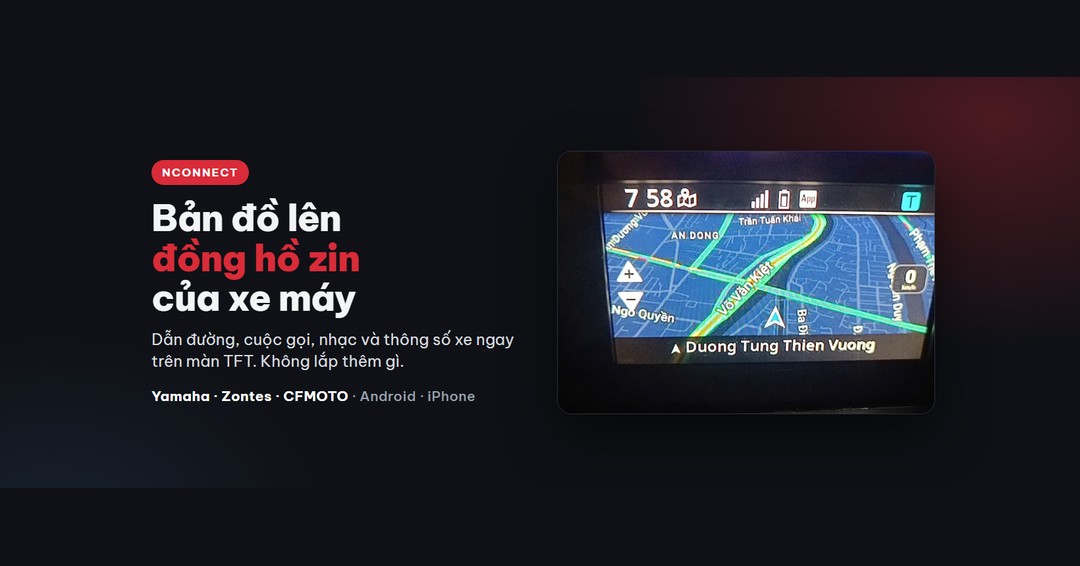 NCONNECT
Bản đồ lên
đồng hồ zin
của xe máy
Dẫn đường, cuộc gọi, nhạc và thông số xe ngay
trên màn TFT. Không lắp thêm gì.
Yamaha · Zontes · CFMOTO · Android · iPhone
7 58
App
T
Trần Tuấn Khải
AN DONG
Võ Văn Kiệt
0
km/h
Ngô Quyền
Duong Tung Thien Vuong